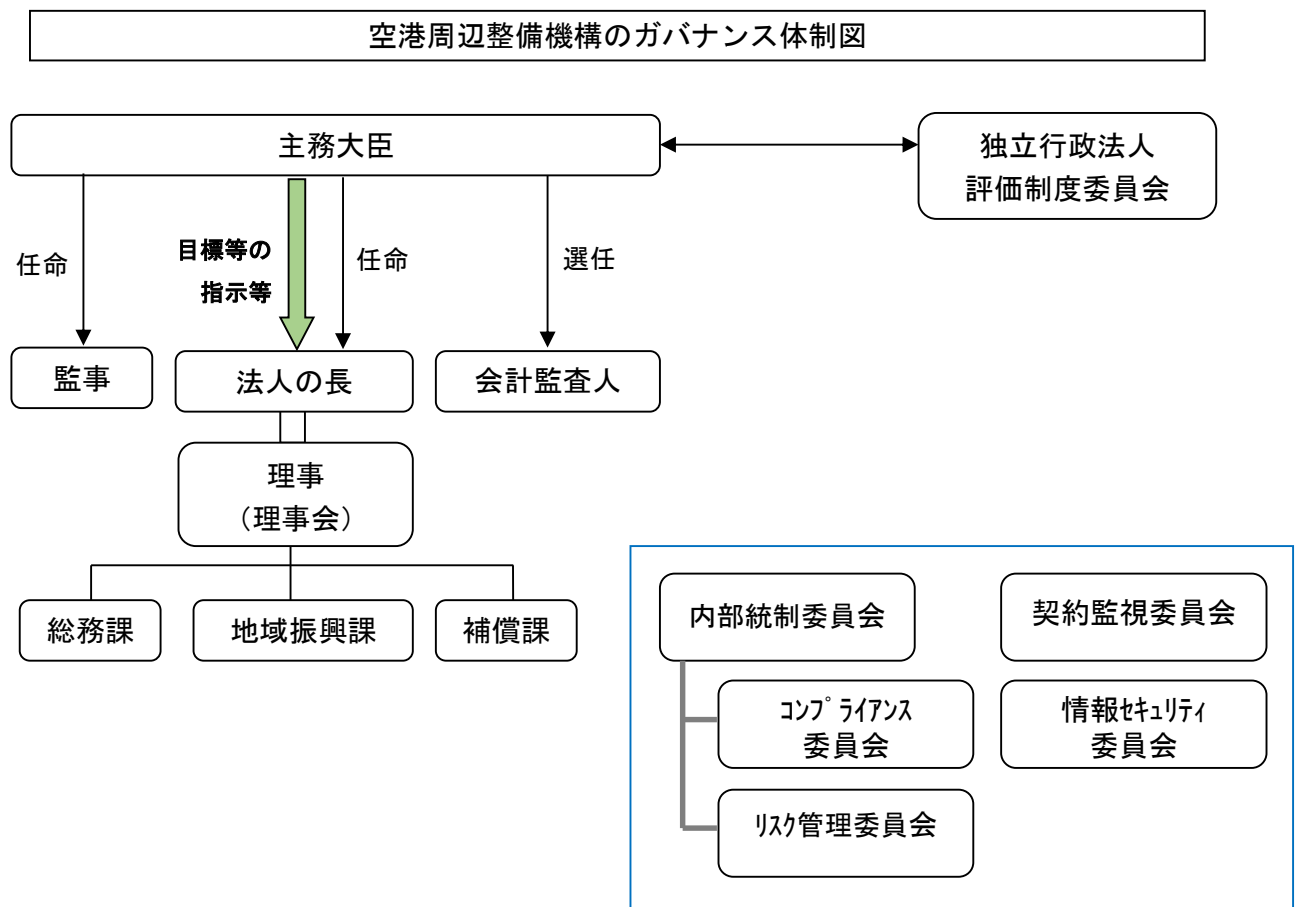 空港周辺整備機構のガバナンス体制図
主務大臣
独立行政法人
評価制度委員会
任命
目標等の
指示等
任命
選任
監事
法人の長
会計監査人
理事
（理事会）
総務課
地域振興課
補償課
内部統制委員会
契約監視委員会
ｺﾝﾌﾟﾗｲｱﾝｽ
委員会
情報ｾｷｭﾘﾃｨ
委員会
ﾘｽｸ管理委員会